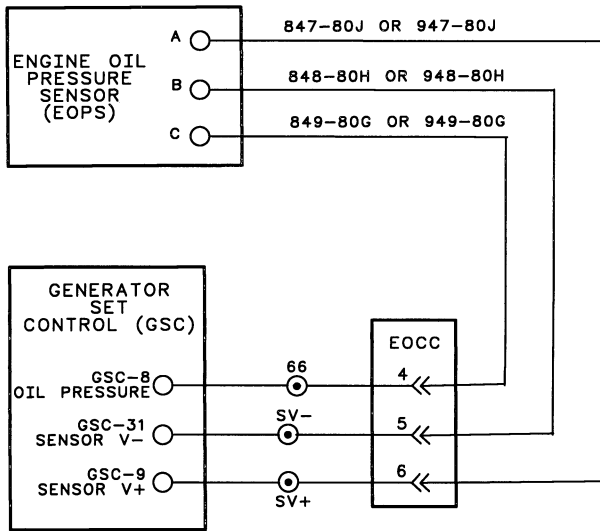 ENGINE OIL
PRESSURE
SENSOR
(EOPS)
A
B
C
847-80J OR 947-80J
848-80H OR 948-80H
849-80G OR 949-80G
GENERATOR
SET
CONTROL (GSC)
GSC-8
OIL PRESSURE
GSC-31
SENSOR V-
GSC-9
SENSOR V+
66
SV-
SV+
EOCC
4
5
6